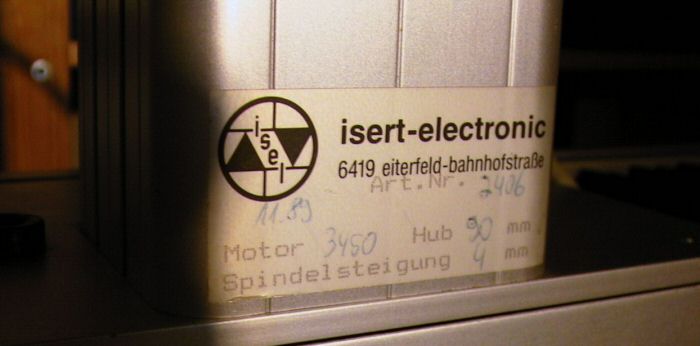 isel
isert-electronic
6419 eiterfeld-bahnhofstraße
Art.Nr. 2406
11.89
Motor 3450 Hub 90 mm
Spindelsteigung 4 mm